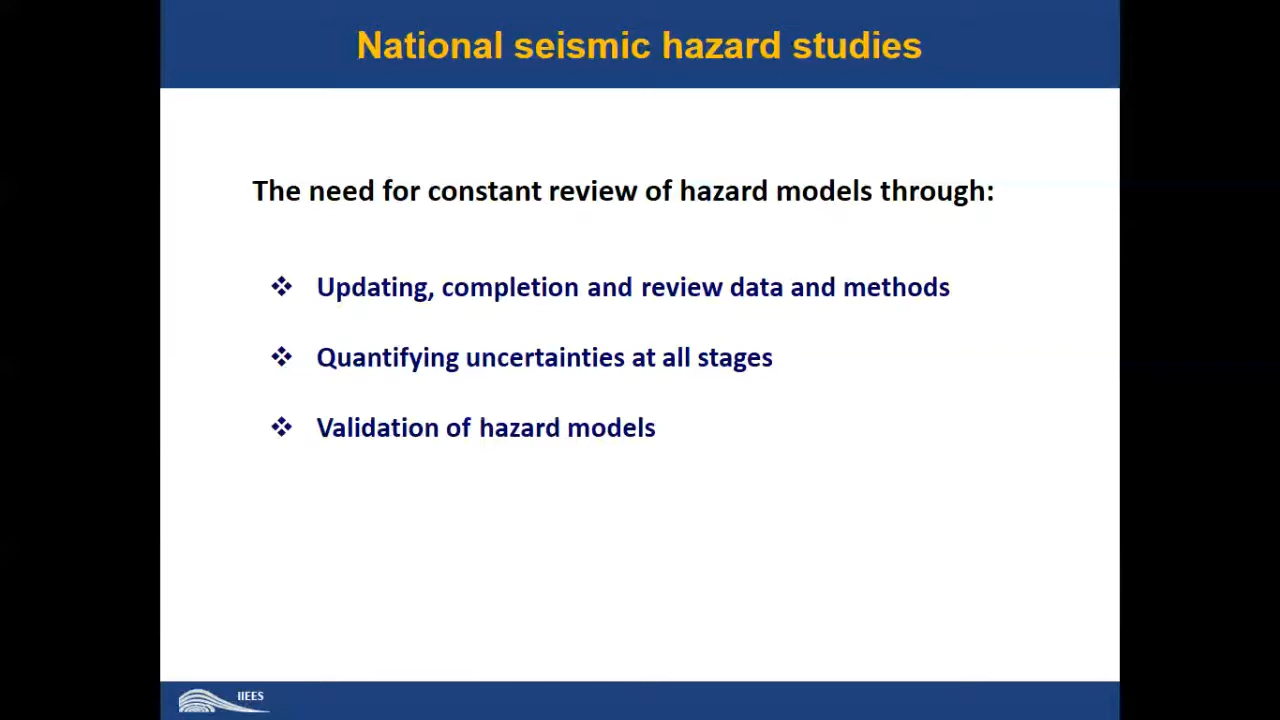 National seismic hazard studies
The need for constant review of hazard models through:
❖ Updating, completion and review data and methods
❖ Quantifying uncertainties at all stages
❖ Validation of hazard models
IIEES